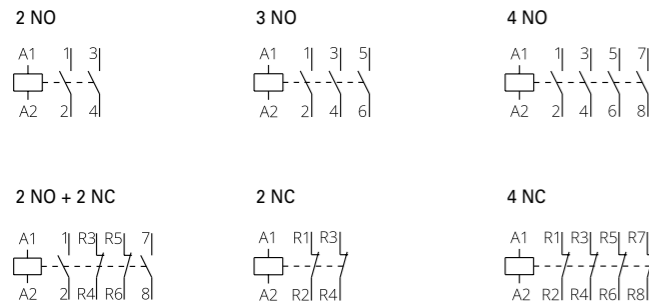 2 NO
3 NO
4 NO
A1 1 3
A1 1 3 5
A1 1 3 5 7
A2 2 4
A2 2 4 6
A2 2 4 6 8
2 NO + 2 NC
2 NC
4 NC
A1 1 R3 R5 7
A1 R1 R3
A1 R1 R3 R5 R7
A2 2 R4 R6 8
A2 R2 R4
A2 R2 R4 R6 R8